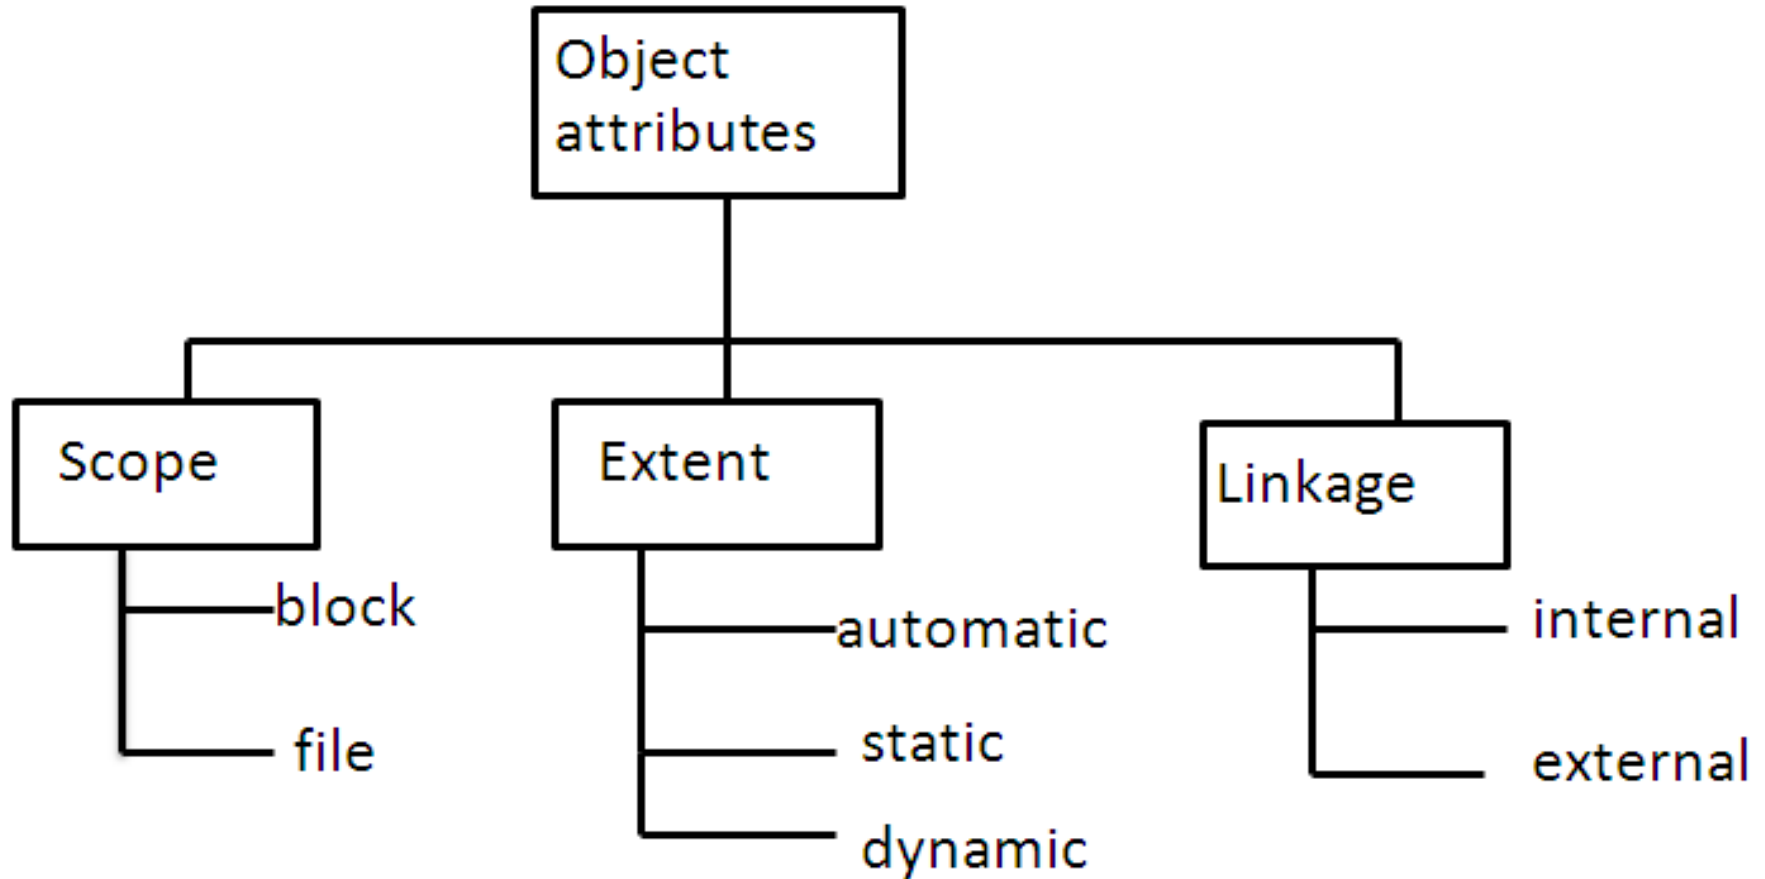 Object
attributes
Scope
Extent
Linkage
block
file
automatic
static
dynamic
internal
external